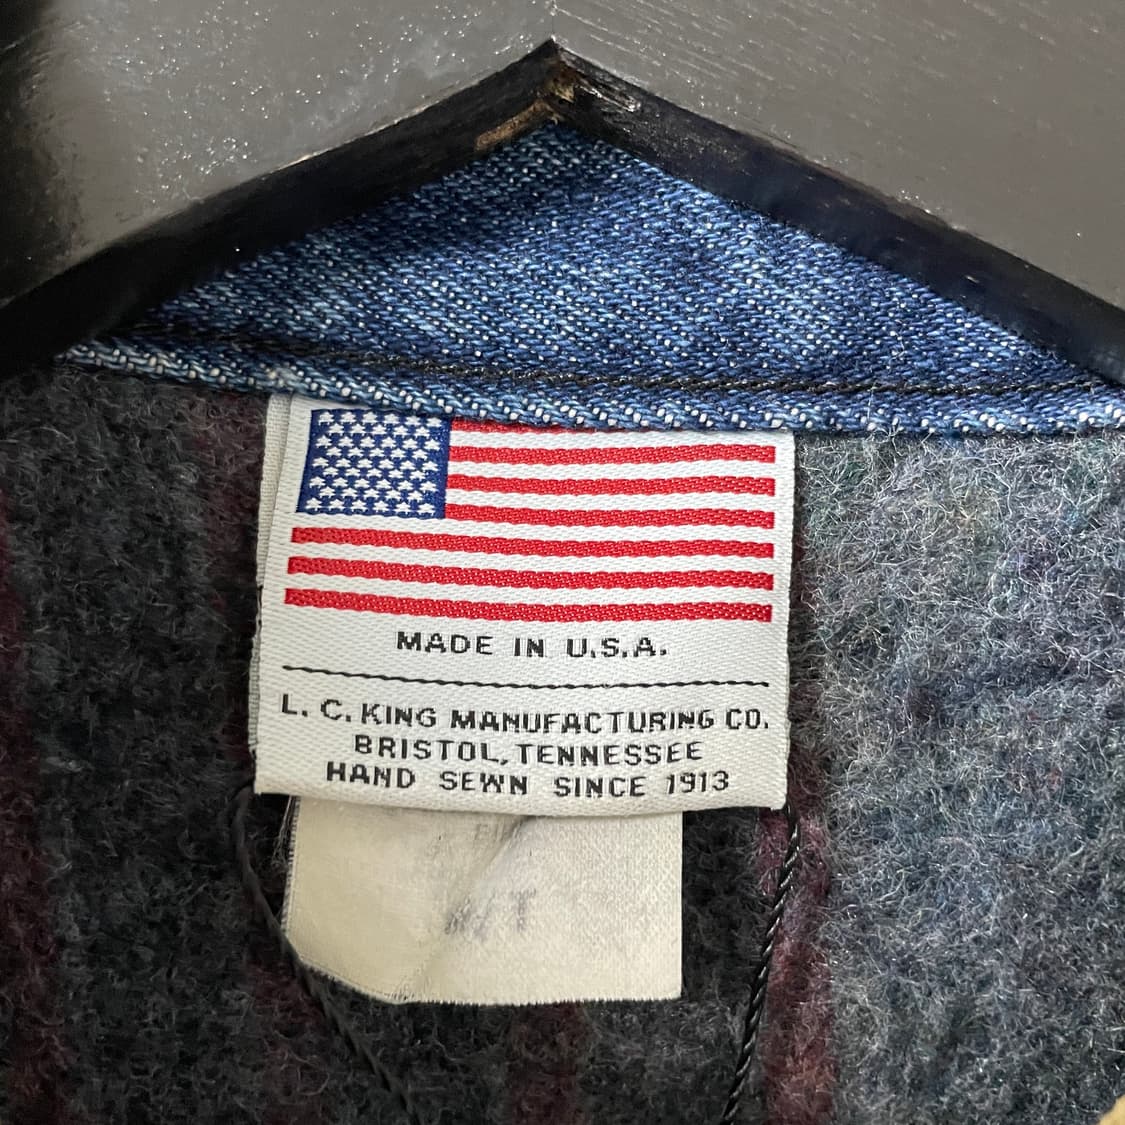 MADE IN U.S.A.
L. C. KING MANUFACTURING CO.
BRISTOL, TENNESSEE
HAND SEWN SINCE 1913